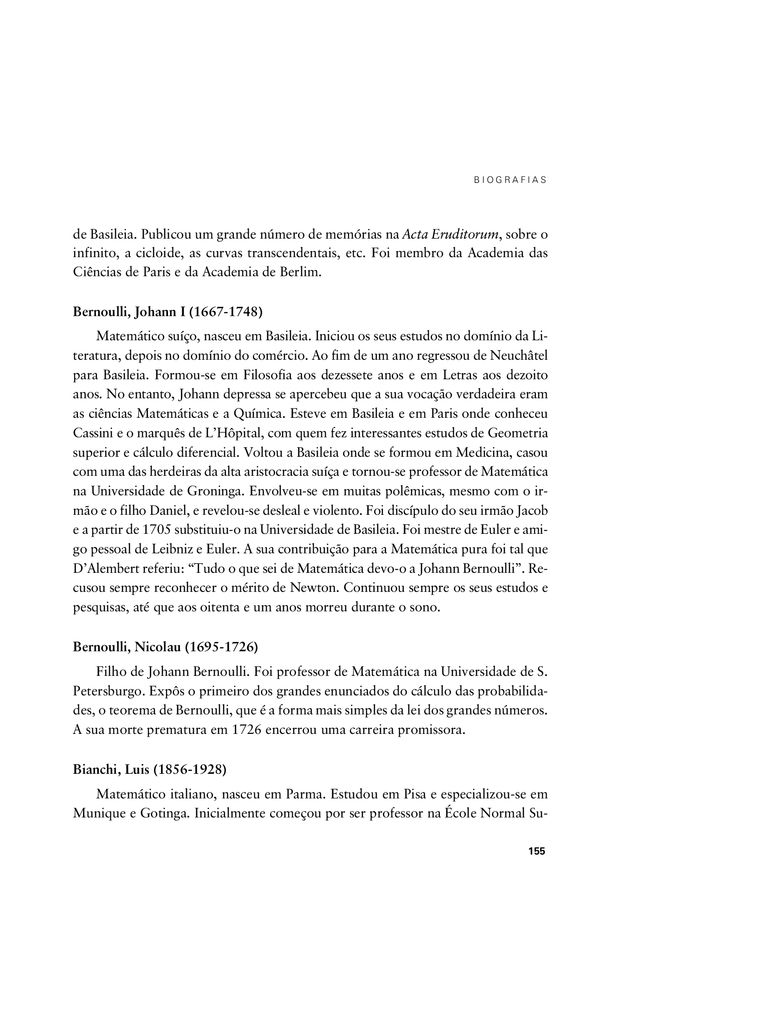 BIOGRAFIAS
de Basileia. Publicou um grande número de memórias na Acta Eruditorum, sobre o
infinito, a cicloide, as curvas transcendentais, etc. Foi membro da Academia das
Ciências de Paris e da Academia de Berlim.
Bernoulli, Johann I (1667-1748)
Matemático suíço, nasceu em Basileia. Iniciou os seus estudos no domínio da Li-
teratura, depois no domínio do comércio. Ao fim de um ano regressou de Neuchâtel
para Basileia. Formou-se em Filosofia aos dezessete anos e em Letras aos dezoito
anos. No entanto, Johann depressa se apercebeu que a sua vocação verdadeira eram
as ciências Matemáticas e a Química. Esteve em Basileia e em Paris onde conheceu
Cassini e o marquês de L’Hôpital, com quem fez interessantes estudos de Geometria
superior e cálculo diferencial. Voltou a Basileia onde se formou em Medicina, casou
com uma das herdeiras da alta aristocracia suíça e tornou-se professor de Matemática
na Universidade de Groninga. Envolveu-se em muitas polêmicas, mesmo com o ir-
mão e o filho Daniel, e revelou-se desleal e violento. Foi discípulo do seu irmão Jacob
e a partir de 1705 substituiu-o na Universidade de Basileia. Foi mestre de Euler e ami-
go pessoal de Leibniz e Euler. A sua contribuição para a Matemática pura foi tal que
D’Alembert referiu: “Tudo o que sei de Matemática devo-o a Johann Bernoulli”. Re-
cusou sempre reconhecer o mérito de Newton. Continuou sempre os seus estudos e
pesquisas, até que aos oitenta e um anos morreu durante o sono.
Bernoulli, Nicolau (1695-1726)
Filho de Johann Bernoulli. Foi professor de Matemática na Universidade de S.
Petersburgo. Expôs o primeiro dos grandes enunciados do cálculo das probabilida-
des, o teorema de Bernoulli, que é a forma mais simples da lei dos grandes números.
A sua morte prematura em 1726 encerrou uma carreira promissora.
Bianchi, Luis (1856-1928)
Matemático italiano, nasceu em Parma. Estudou em Pisa e especializou-se em
Munique e Gotinga. Inicialmente começou por ser professor na École Normal Su-
155